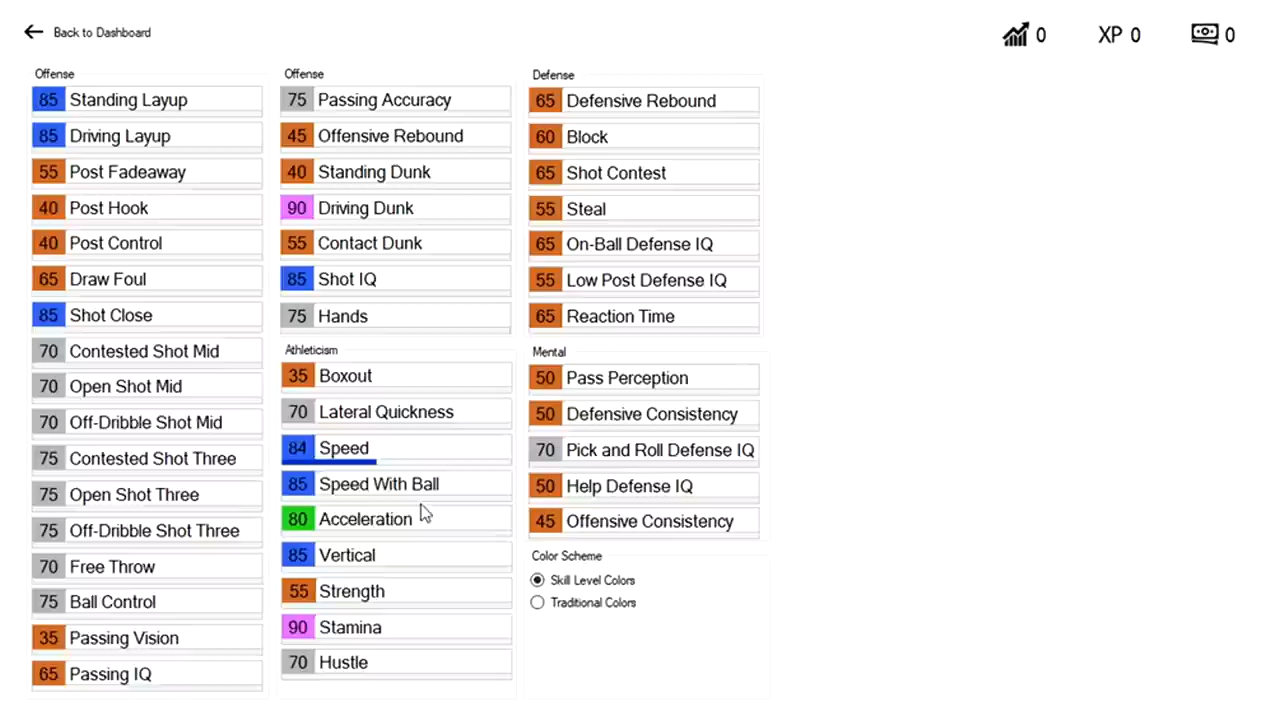 Back to Dashboard
0
XP 0
0
Offense
85 Standing Layup
85 Driving Layup
55 Post Fadeaway
40 Post Hook
40 Post Control
65 Draw Foul
85 Shot Close
70 Contested Shot Mid
70 Open Shot Mid
70 Off-Dribble Shot Mid
75 Contested Shot Three
75 Open Shot Three
75 Off-Dribble Shot Three
70 Free Throw
75 Ball Control
35 Passing Vision
65 Passing IQ
Offense
75 Passing Accuracy
45 Offensive Rebound
40 Standing Dunk
90 Driving Dunk
55 Contact Dunk
85 Shot IQ
75 Hands
Athleticism
35 Boxout
70 Lateral Quickness
84 Speed
85 Speed With Ball
80 Acceleration
85 Vertical
55 Strength
90 Stamina
70 Hustle
Defense
65 Defensive Rebound
60 Block
65 Shot Contest
55 Steal
65 On-Ball Defense IQ
55 Low Post Defense IQ
65 Reaction Time
Mental
50 Pass Perception
50 Defensive Consistency
70 Pick and Roll Defense IQ
50 Help Defense IQ
45 Offensive Consistency
Color Scheme
Skill Level Colors
Traditional Colors